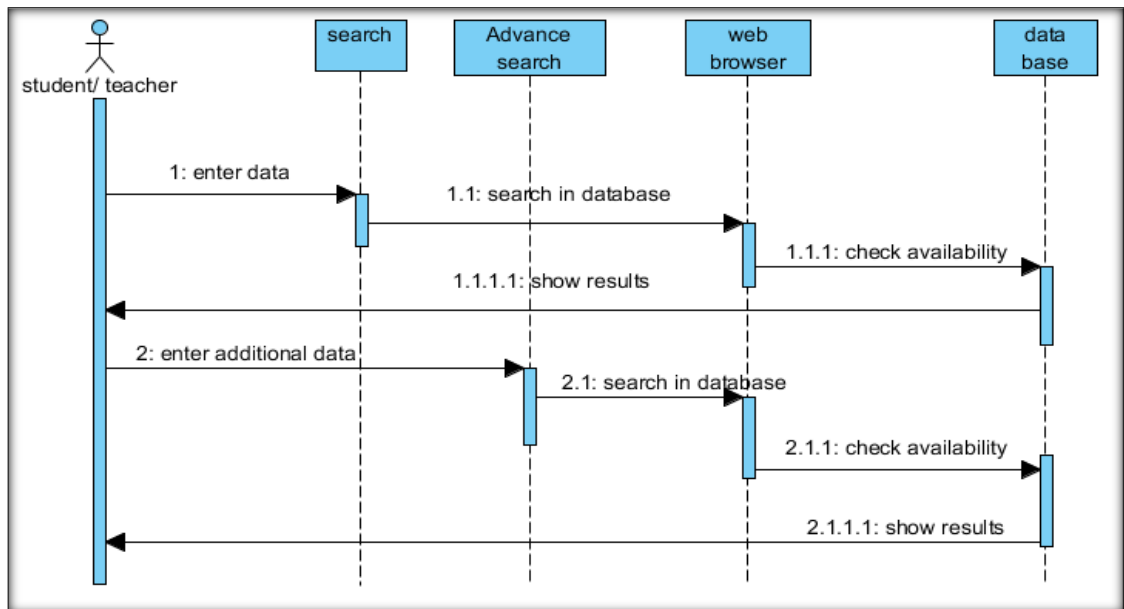 search
Advance
search
web
browser
data
base
student/ teacher
1: enter data
1.1: search in database
1.1.1: check availability
1.1.1.1: show results
2: enter additional data
2.1: search in database
2.1.1: check availability
2.1.1.1: show results